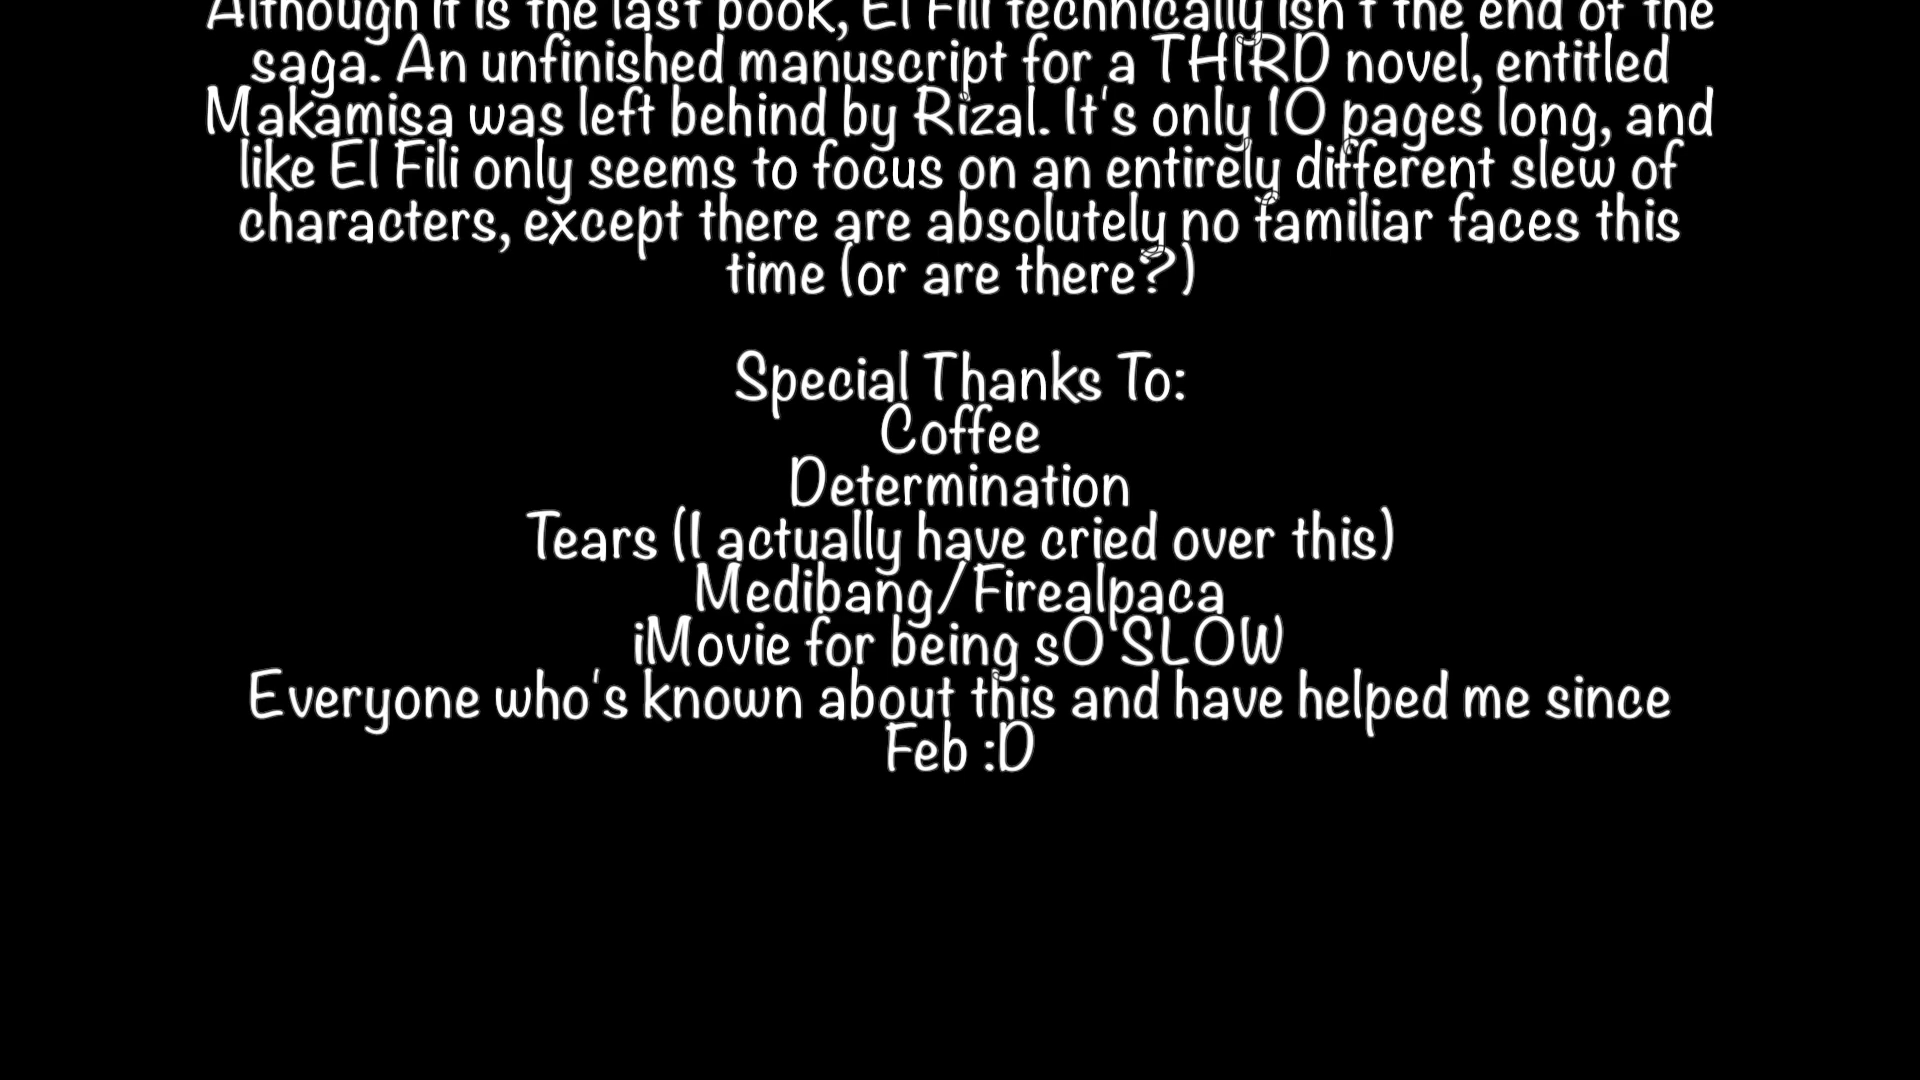 Although it is the last book, El Fili technically isn't the end of the
saga. An unfinished manuscript for a THIRD novel, entitled
Makamisa was left behind by Rizal. It's only 10 pages long, and
like El Fili only seems to focus on an entirely different slew of
characters, except there are absolutely no familiar faces this
time (or are there?)
Special Thanks To:
Coffee
Determination
Tears (I actually have cried over this)
Medibang/Firealpaca
iMovie for being sO SLOW
Everyone who's known about this and have helped me since
Feb :D